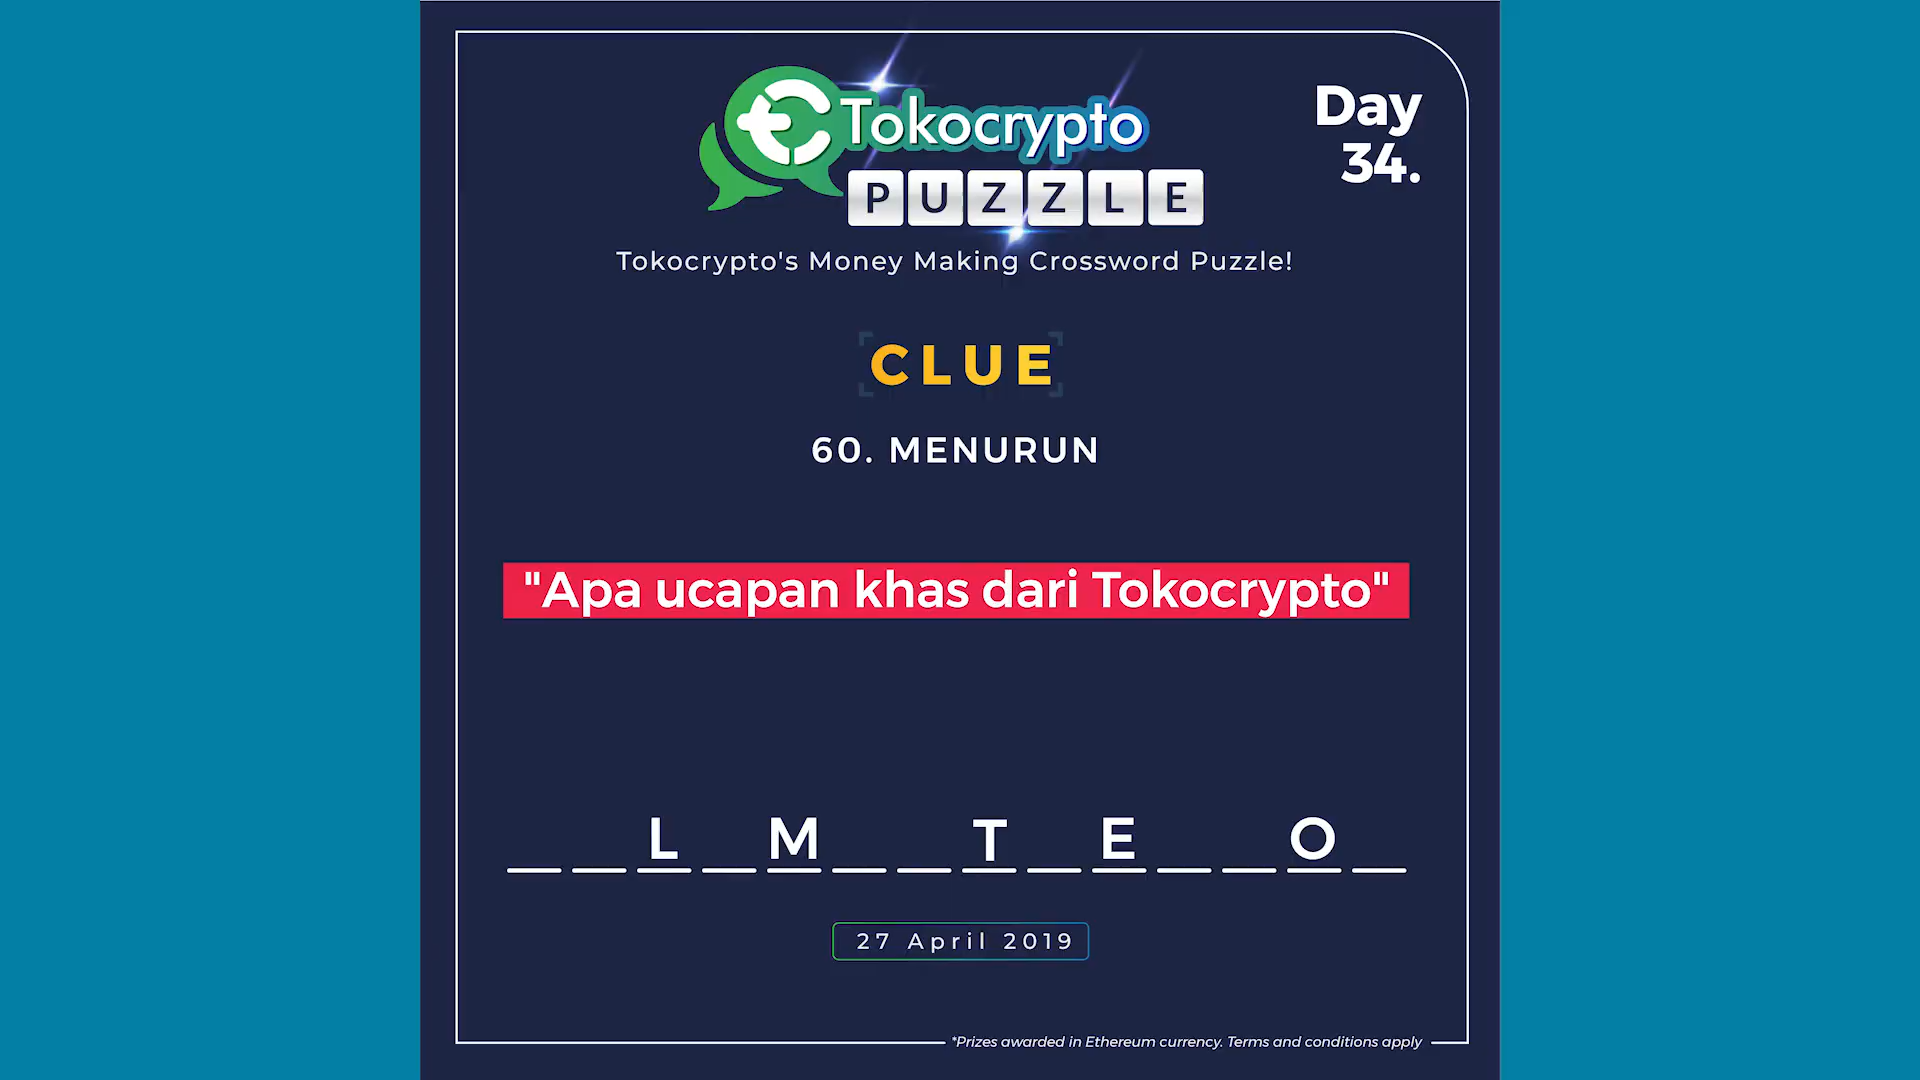 Tokocrypto
PUZZLE
Day
34.
Tokocrypto's Money Making Crossword Puzzle!
CLUE
60. MENURUN
"Apa ucapan khas dari Tokocrypto"
_ _ L _ M _ _ T _ E _ _ O _
27 April 2019
*Prizes awarded in Ethereum currency. Terms and conditions apply